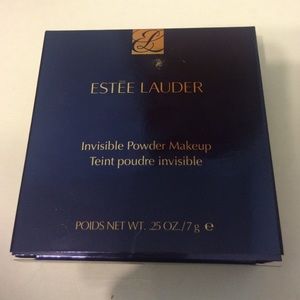 EL
ESTĒE LAUDER
Invisible Powder Makeup
Teint poudre invisible
POIDS NET WT. .25 OZ./7 g ℮